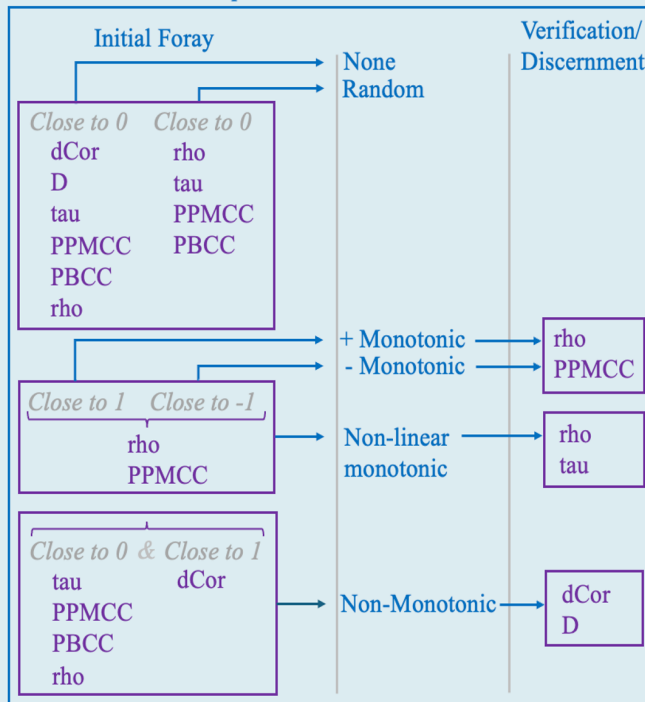 Initial Foray
Verification/
Discernment
None
Random
Close to 0 Close to 0
dCor rho
D tau
tau PPMCC
PPMCC PBCC
PBCC
rho
+ Monotonic
- Monotonic
rho
PPMCC
Close to 1 Close to -1
rho
PPMCC
Non-linear
monotonic
rho
tau
Close to 0 & Close to 1
tau dCor
PPMCC
PBCC
rho
Non-Monotonic
dCor
D